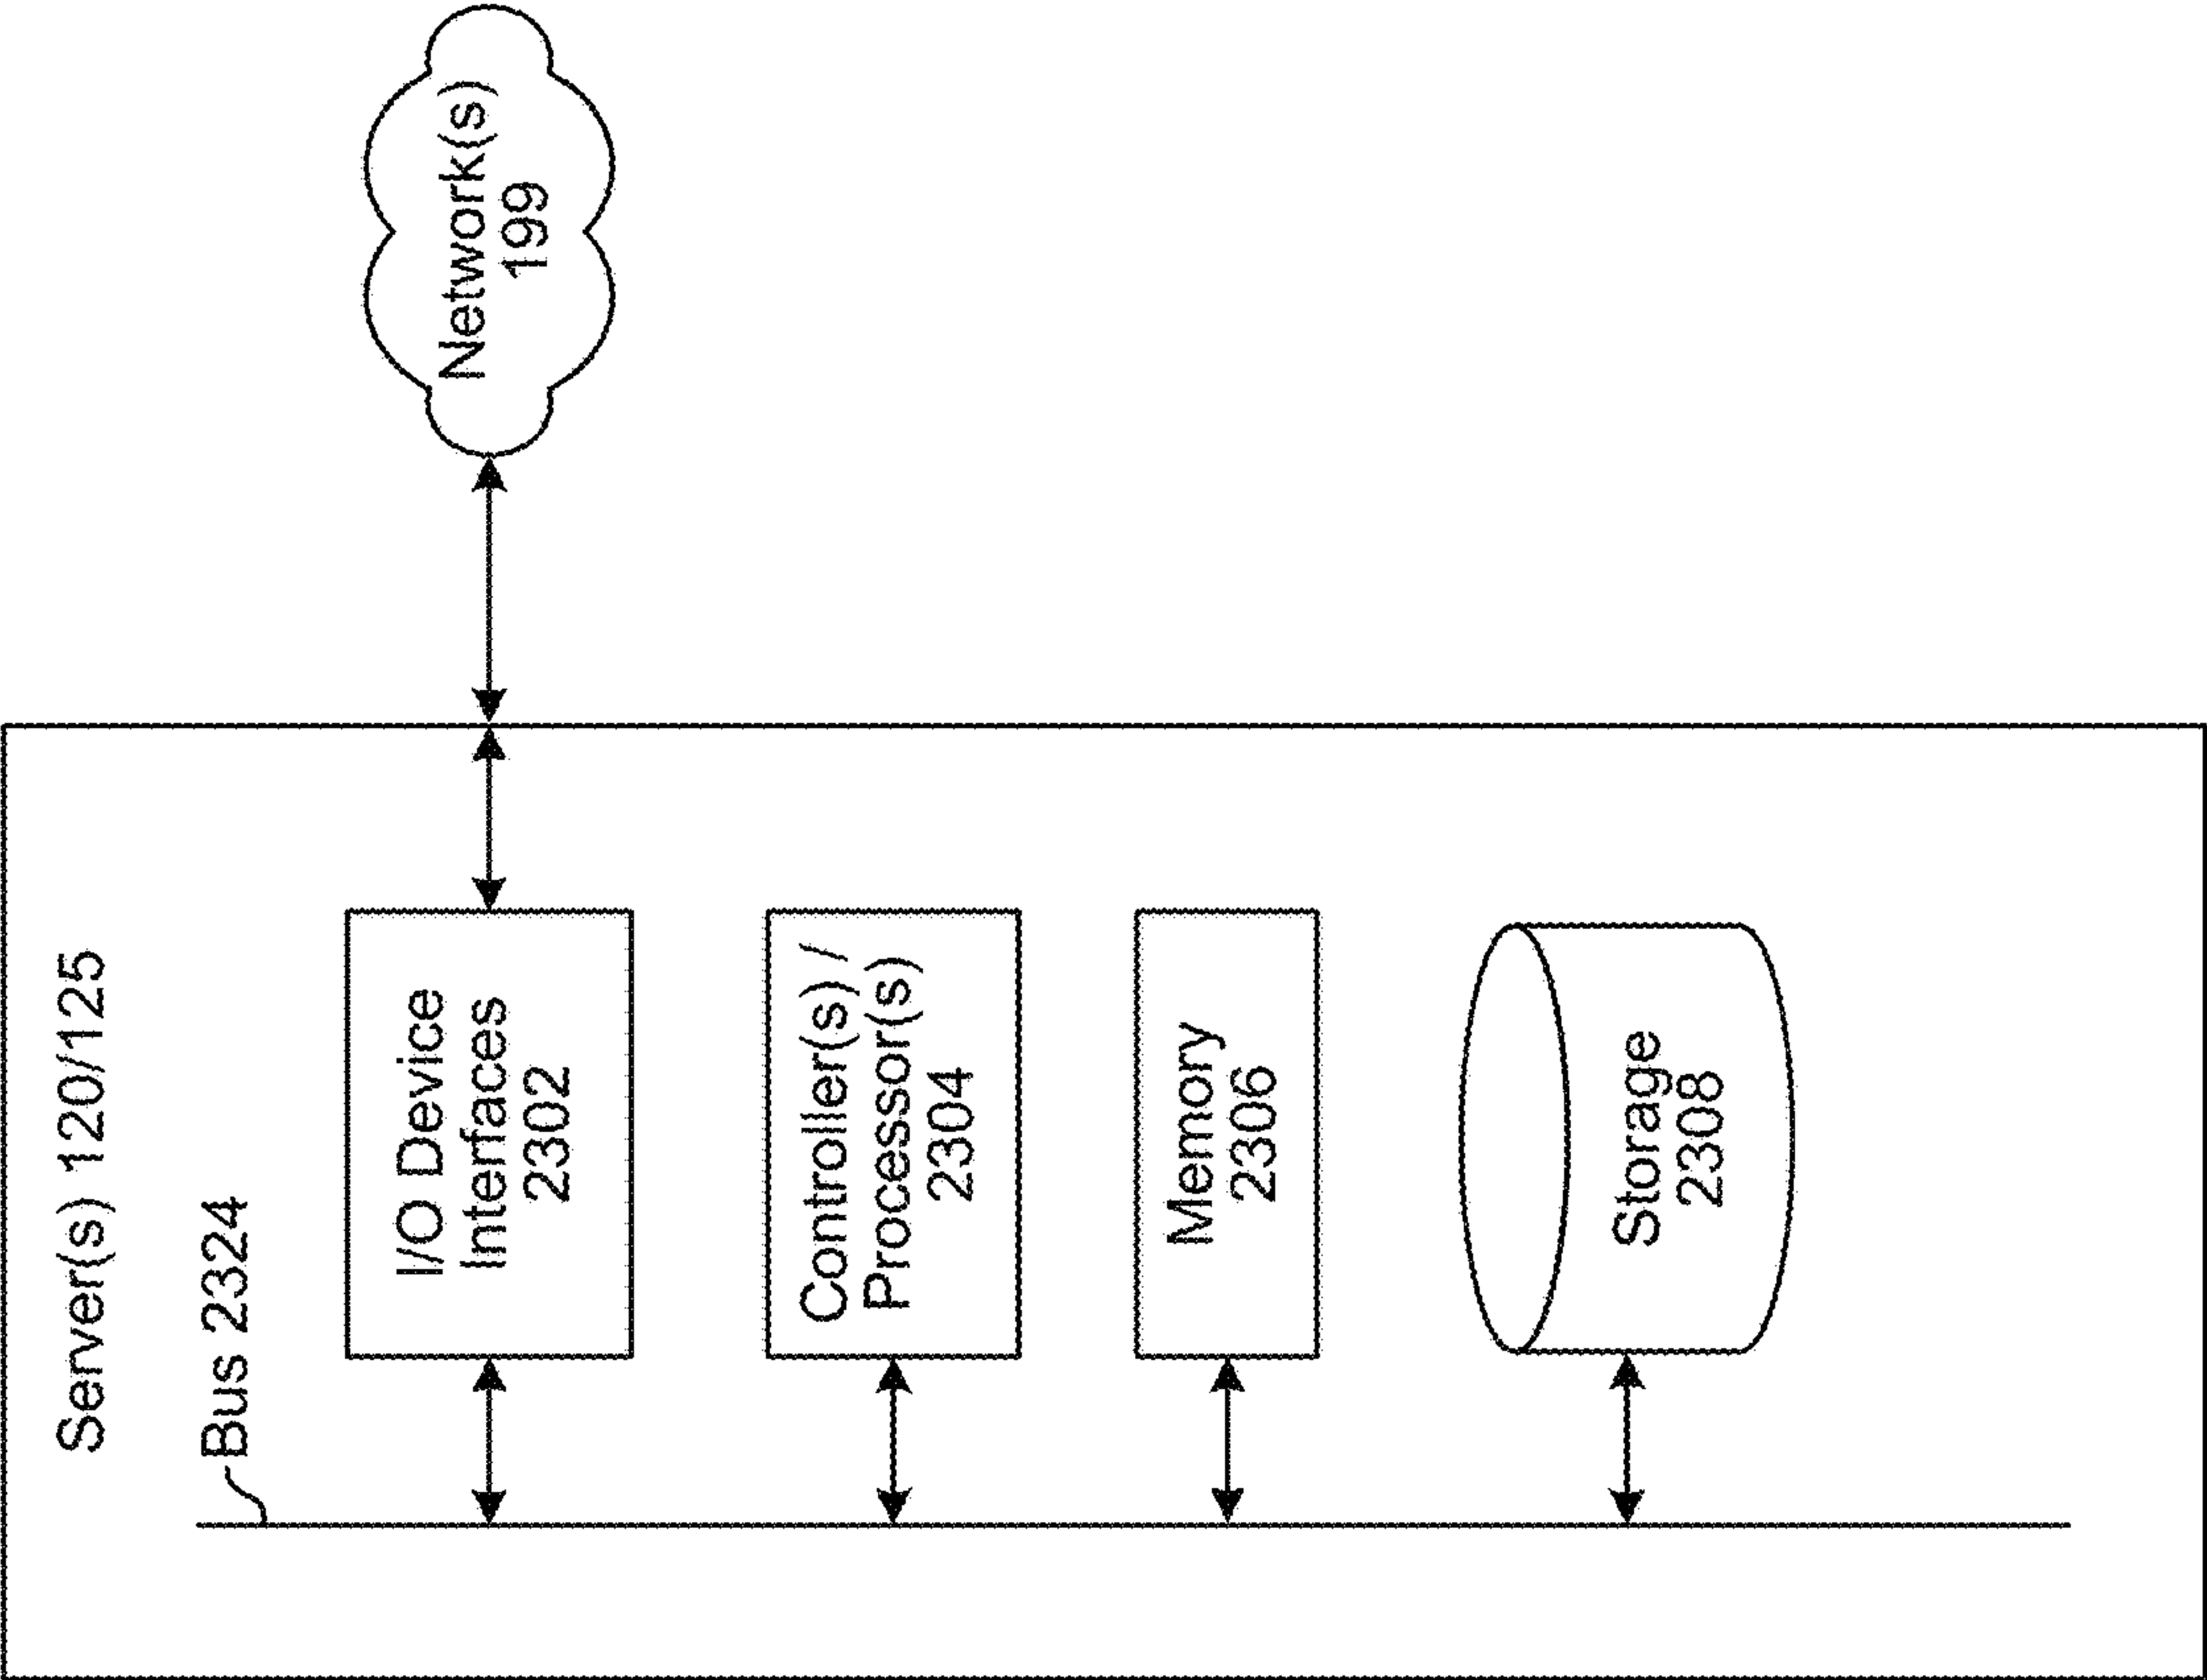 Server(s) 120/125
Bus 2324
I/O Device
Interfaces
2302
Network(s)
199
Controller(s) /
Processor(s)
2304
Memory
2306
Storage
2308